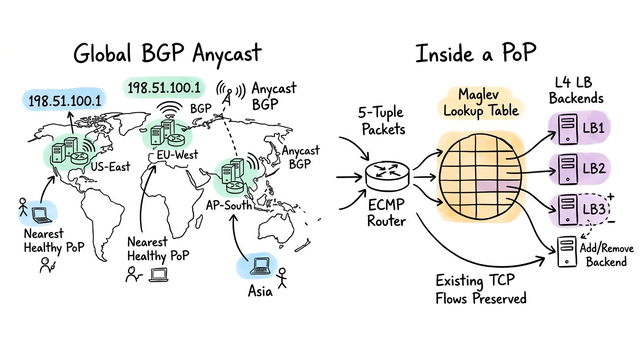 Global BGP Anycast
198.51.100.1
198.51.100.1
BGP
Anycast
BGP
US-East
EU-West
Anycast
BGP
AP-South
Nearest
Healthy PoP
Nearest
Healthy PoP
Asia
Inside a PoP
5-Tuple
Packets
ECMP
Router
Maglev
Lookup Table
L4 LB
Backends
LB1
LB2
LB3
+
−
Add/Remove
Backend
Existing TCP
Flows Preserved